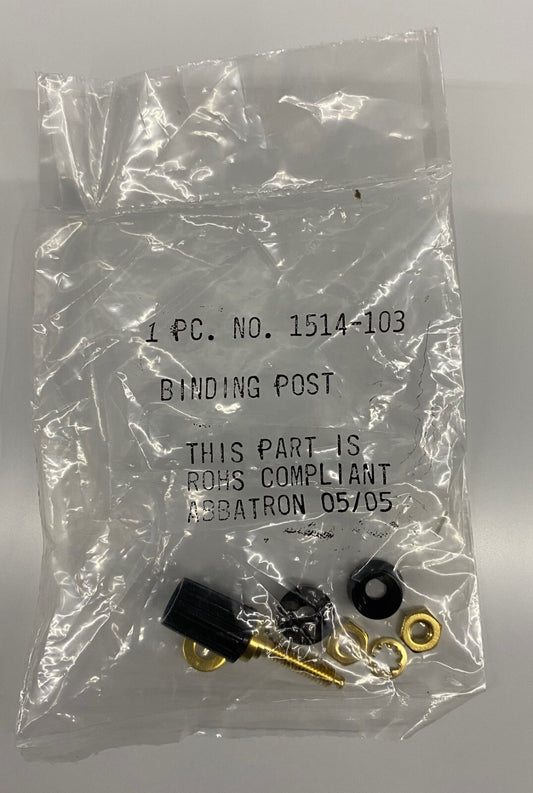 1 PC. NO. 1514-103
BINDING POST
THIS PART IS
ROHS COMPLIANT
ABBATRON 05/05